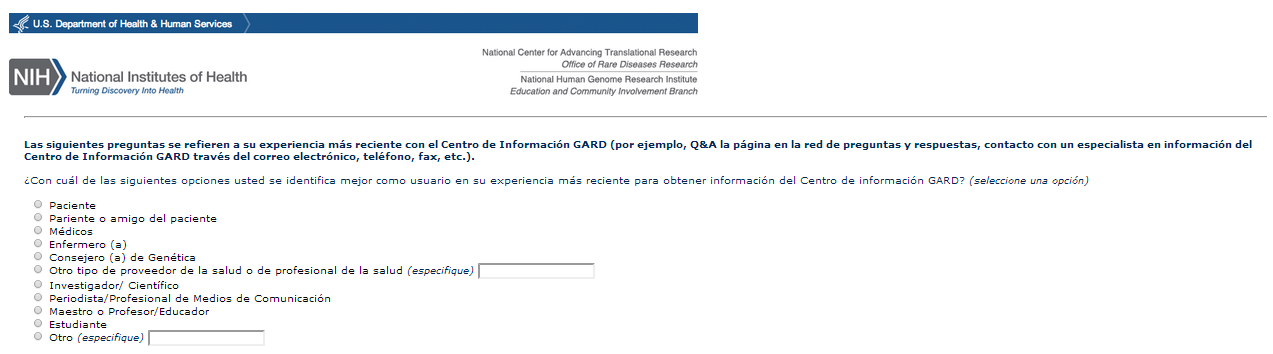 U.S. Department of Health & Human Services
National Center for Advancing Translational Research
Office of Rare Diseases Research
NIH National Institutes of Health
Turning Discovery Into Health
National Human Genome Research Institute
Education and Community Involvement Branch
Las siguientes preguntas se refieren a su experiencia más reciente con el Centro de Información GARD (por ejemplo, Q&A la página en la red de preguntas y respuestas, contacto con un especialista en información del
Centro de Información GARD través del correo electrónico, teléfono, fax, etc.).
¿Con cuál de las siguientes opciones usted se identifica mejor como usuario en su experiencia más reciente para obtener información del Centro de información GARD? (seleccione una opción)
Paciente
Pariente o amigo del paciente
Médicos
Enfermero (a)
Consejero (a) de Genética
Otro tipo de proveedor de la salud o de profesional de la salud (especifique)
Investigador/ Científico
Periodista/Profesional de Medios de Comunicación
Maestro o Profesor/Educador
Estudiante
Otro (especifique)